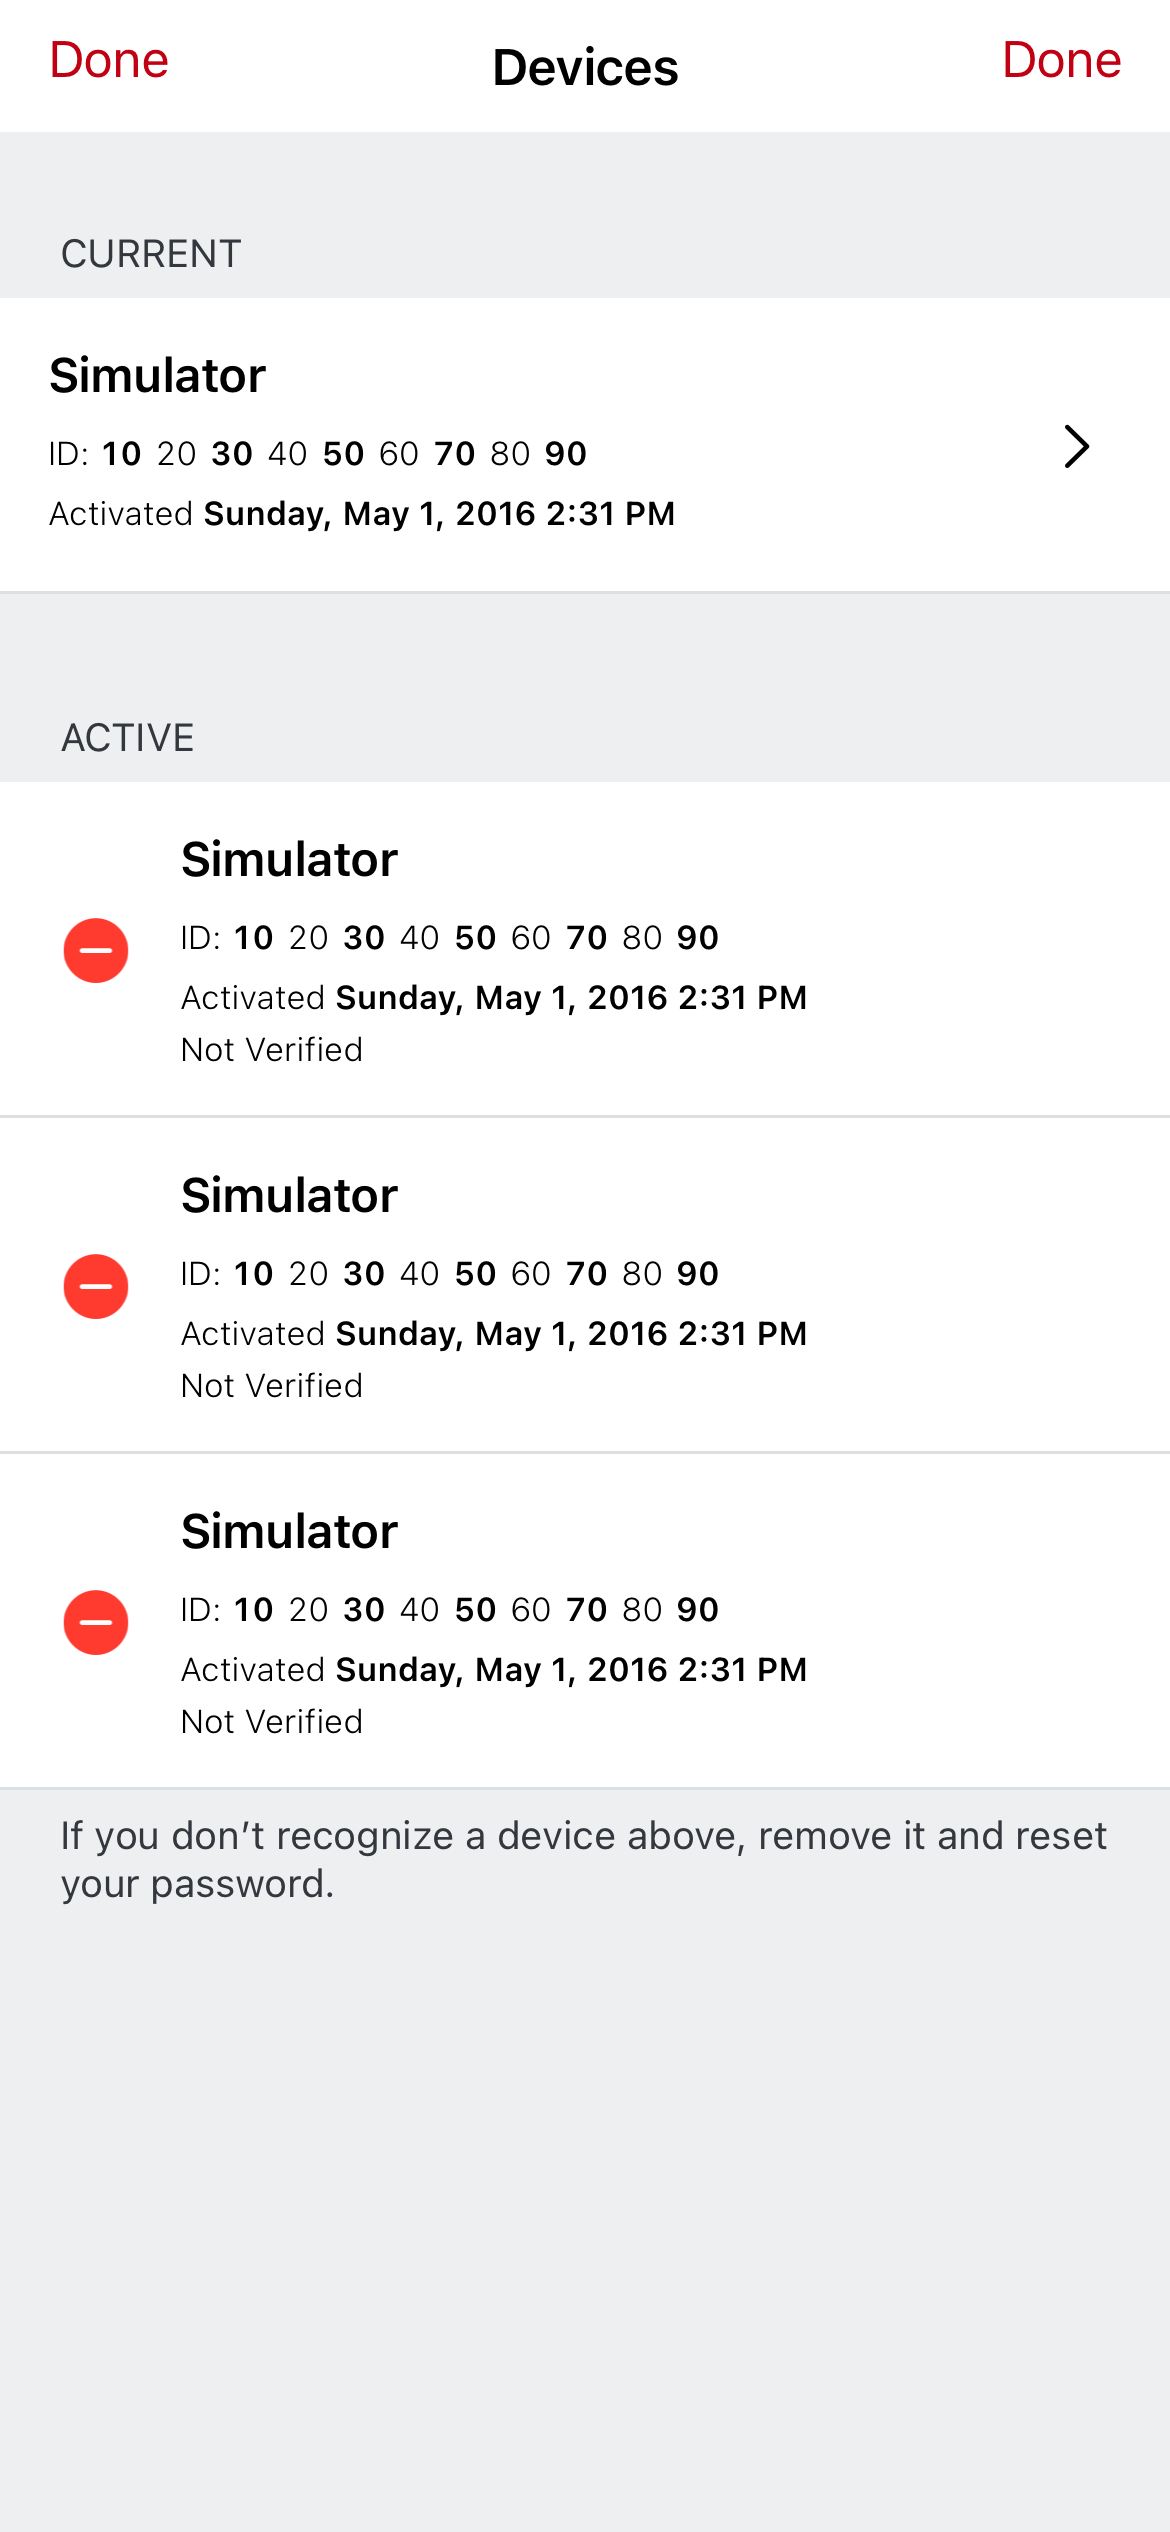 Done Devices Done
CURRENT
Simulator
ID: 10 20 30 40 50 60 70 80 90
Activated Sunday, May 1, 2016 2:31 PM
ACTIVE
Simulator
ID: 10 20 30 40 50 60 70 80 90
Activated Sunday, May 1, 2016 2:31 PM
Not Verified
Simulator
ID: 10 20 30 40 50 60 70 80 90
Activated Sunday, May 1, 2016 2:31 PM
Not Verified
Simulator
ID: 10 20 30 40 50 60 70 80 90
Activated Sunday, May 1, 2016 2:31 PM
Not Verified
If you don’t recognize a device above, remove it and reset
your password.